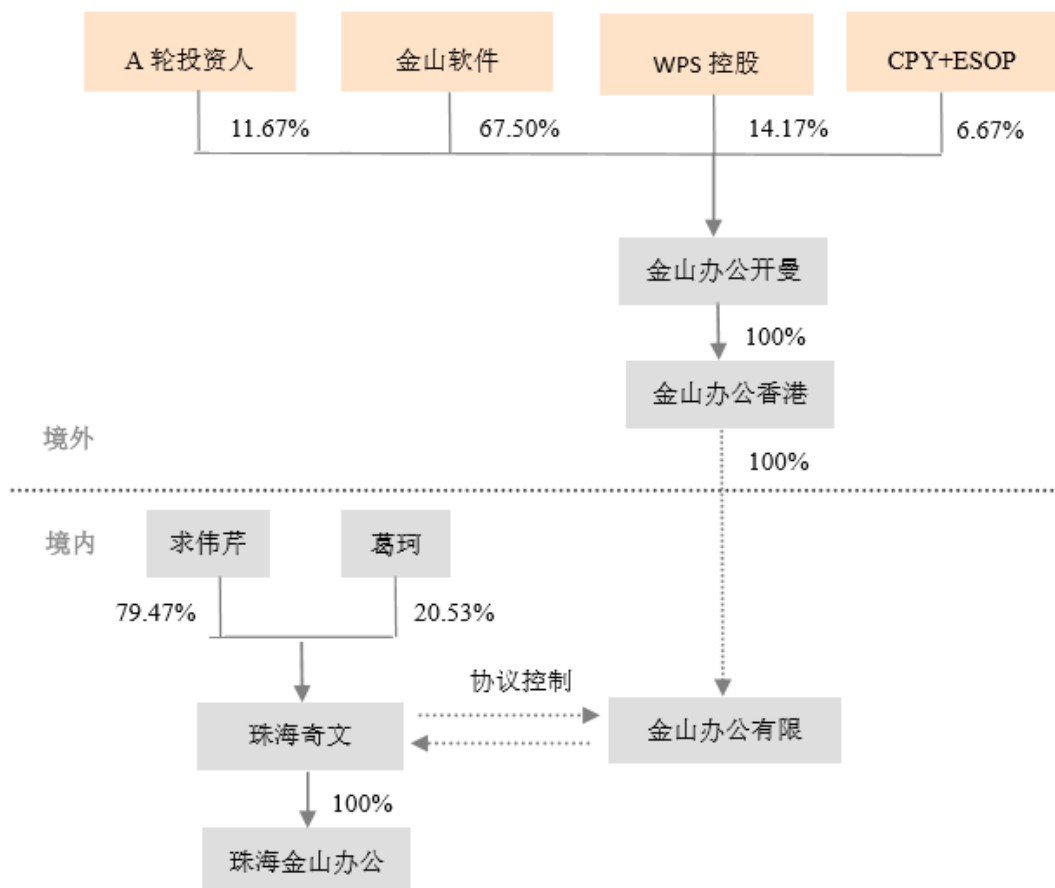 A 轮投资人
金山软件
WPS 控股
CPY+ESOP
11.67%
67.50%
14.17%
6.67%
金山办公开曼
100%
金山办公香港
境外
100%
境内
求伟芹
葛珂
79.47%
20.53%
协议控制
珠海奇文
金山办公有限
100%
珠海金山办公